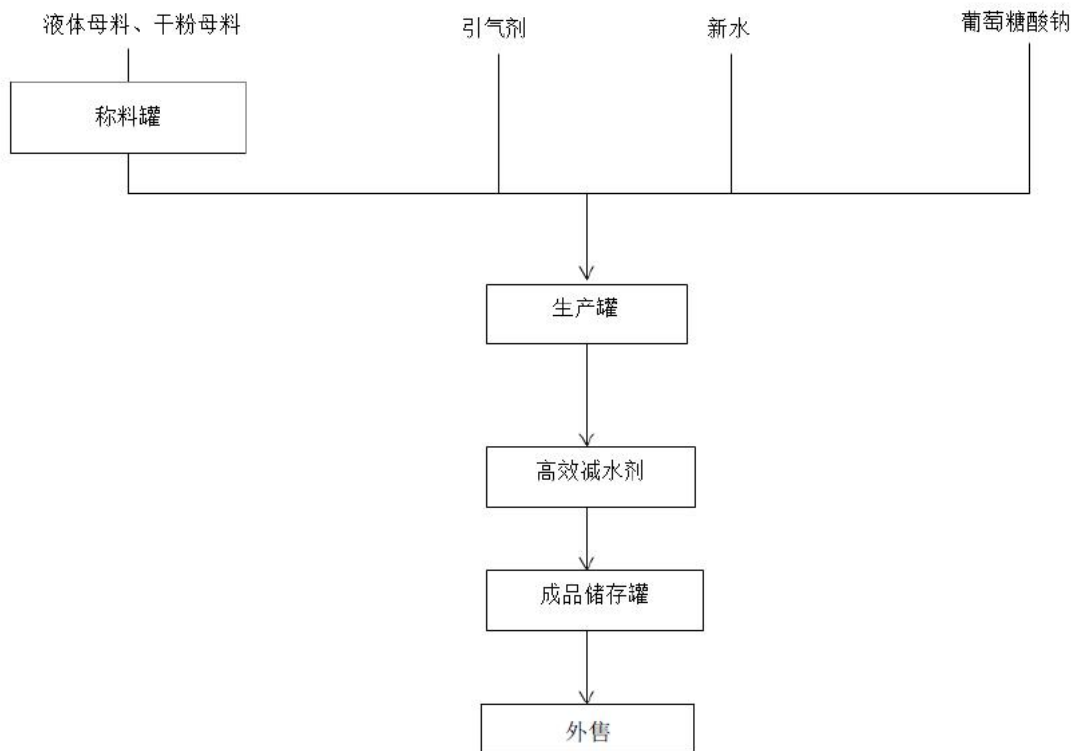 液体母料、干粉母料
引气剂
新水
葡萄糖酸钠
称料罐
生产罐
高效减水剂
成品储存罐
外售